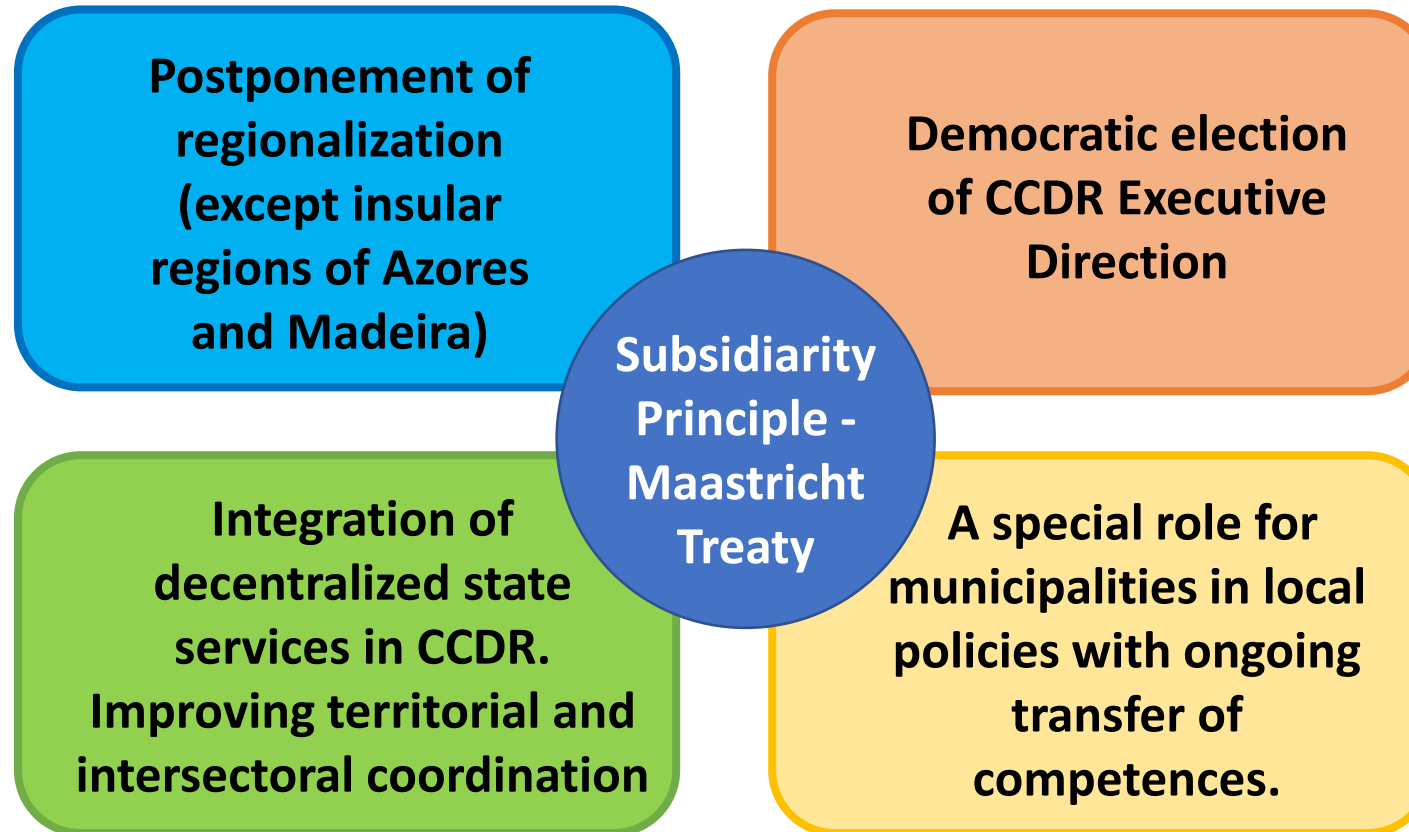 Postponement of
regionalization
(except insular
regions of Azores
and Madeira)
Democratic election
of CCDR Executive
Direction
Subsidiarity
Principle -
Maastricht
Treaty
Integration of
decentralized state
services in CCDR.
Improving territorial and
intersectoral coordination
A special role for
municipalities in local
policies with ongoing
transfer of
competences.